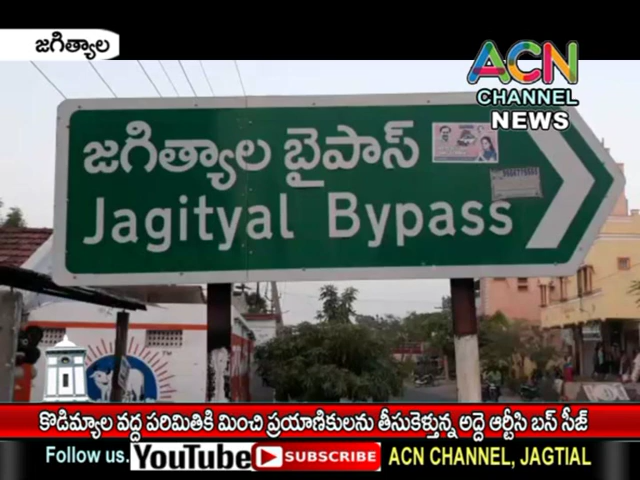 జగిత్యాల
ACN
CHANNEL
NEWS
జగిత్యాల బైపాస్
Jagityal Bypass
కొడిమ్యాల వద్ద పరిమితికి మించి ప్రయాణికులను తీసుకెళ్తున్న అద్దె ఆర్టీసి బస్ సీజ్
Follow us. YouTube SUBSCRIBE ACN CHANNEL, JAGTIAL